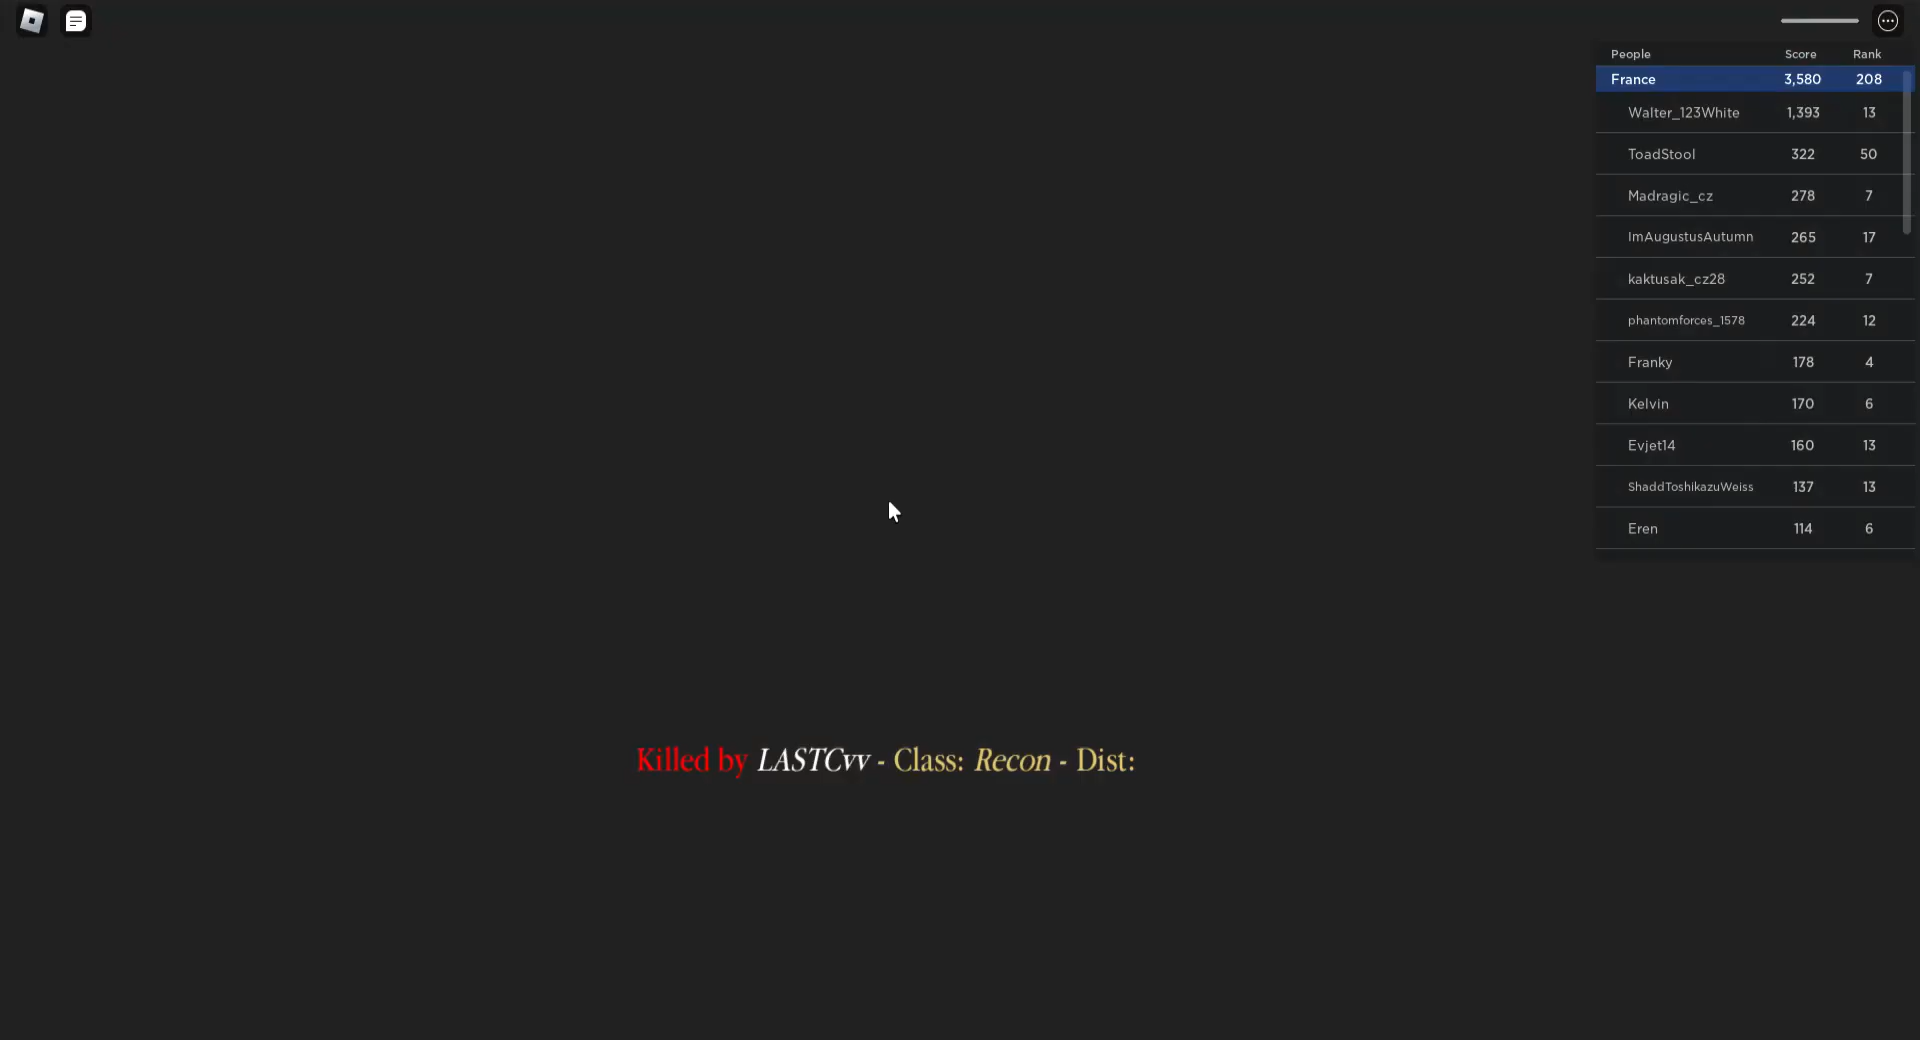 People Score Rank
France 3,580 208
Walter_123White 1,393 13
ToadStool 322 50
Madragic_cz 278 7
ImAugustusAutumn 265 17
kaktusak_cz28 252 7
phantomforces_1578 224 12
Franky 178 4
Kelvin 170 6
Evjet14 160 13
ShaddToshikazuWeiss 137 13
Eren 114 6
Killed by LASTCvv - Class: Recon - Dist: